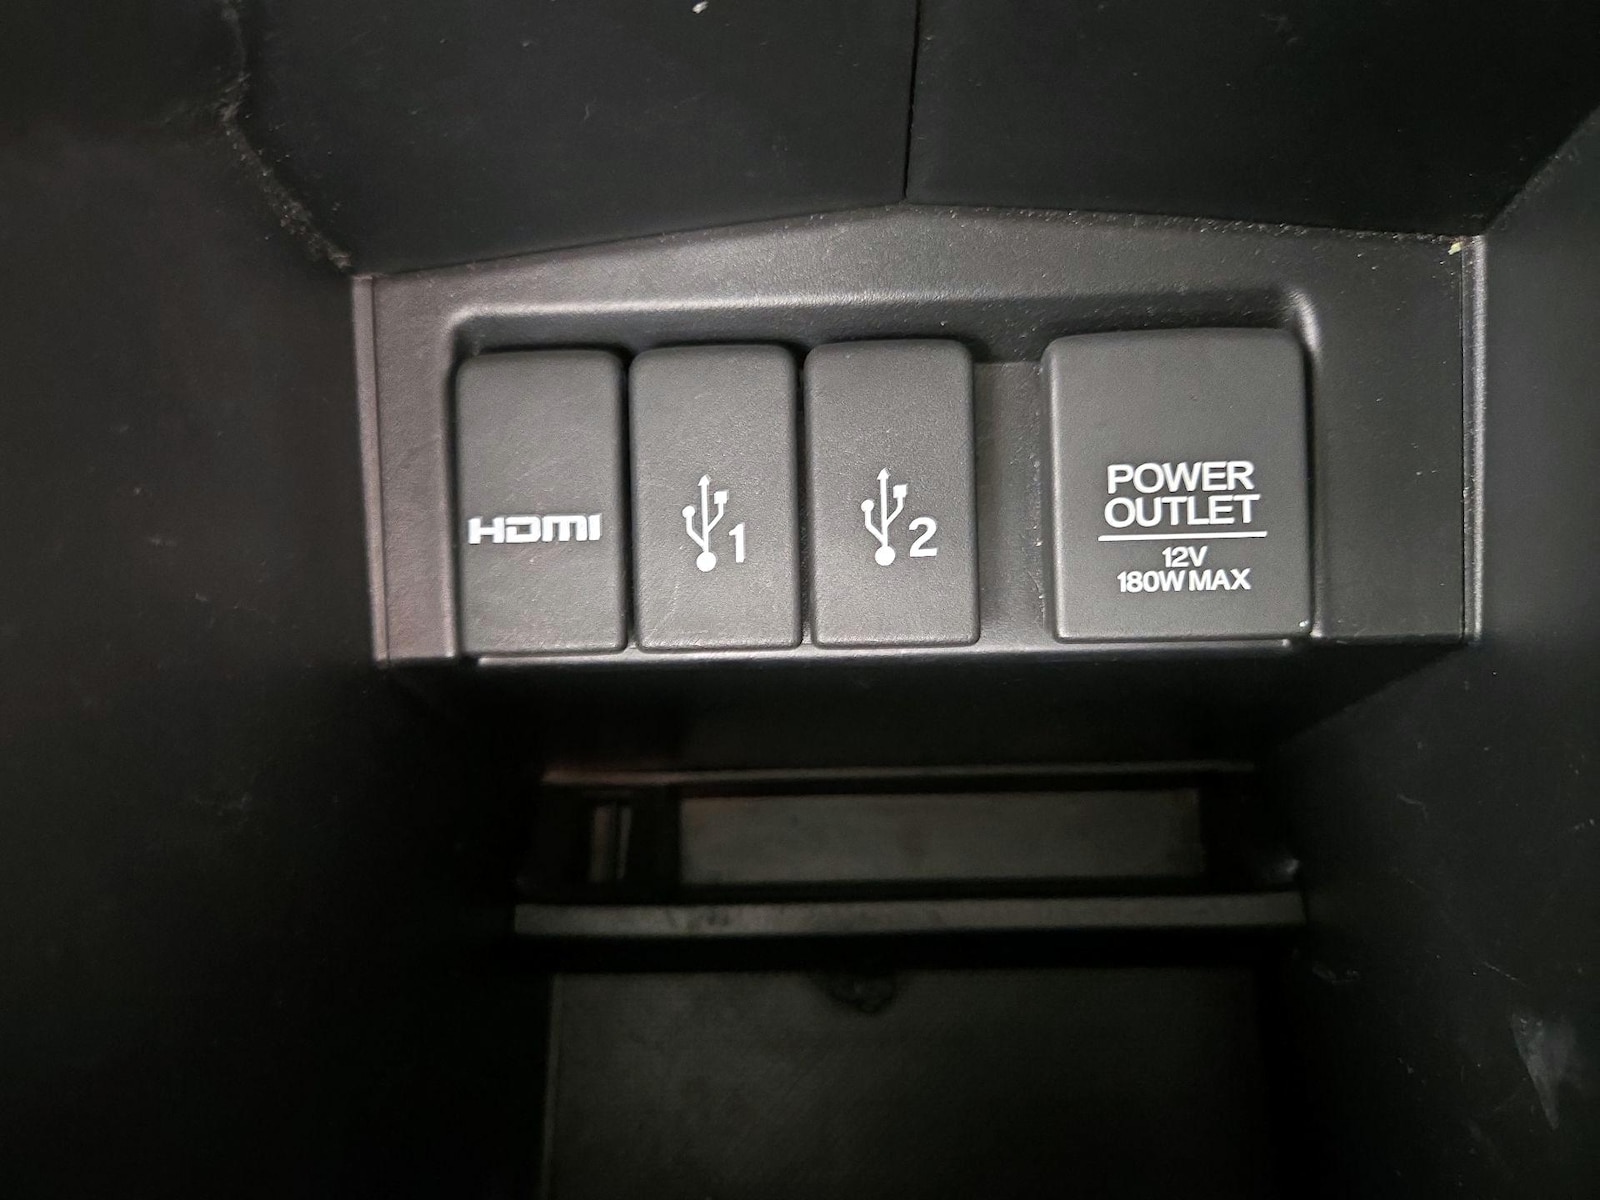 HDMI
1
2
POWER
OUTLET
12V
180W MAX